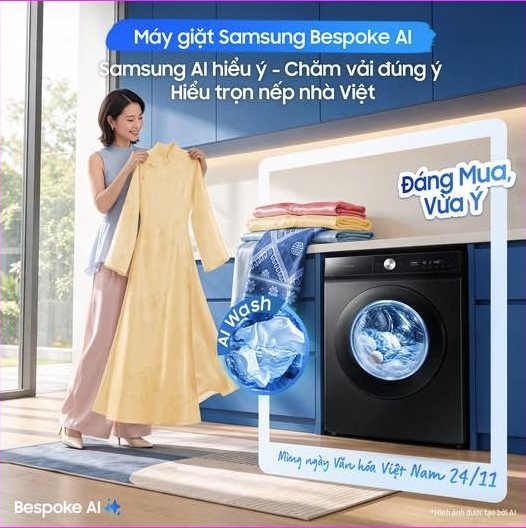 Máy giặt Samsung Bespoke AI
Samsung AI hiểu ý - Chăm vải đúng ý
Hiểu trọn nếp nhà Việt
Đáng Mua,
Vừa Ý
AI Wash
Mừng ngày Văn hóa Việt Nam 24/11
Bespoke AI
*Hình ảnh được tạo bởi AI